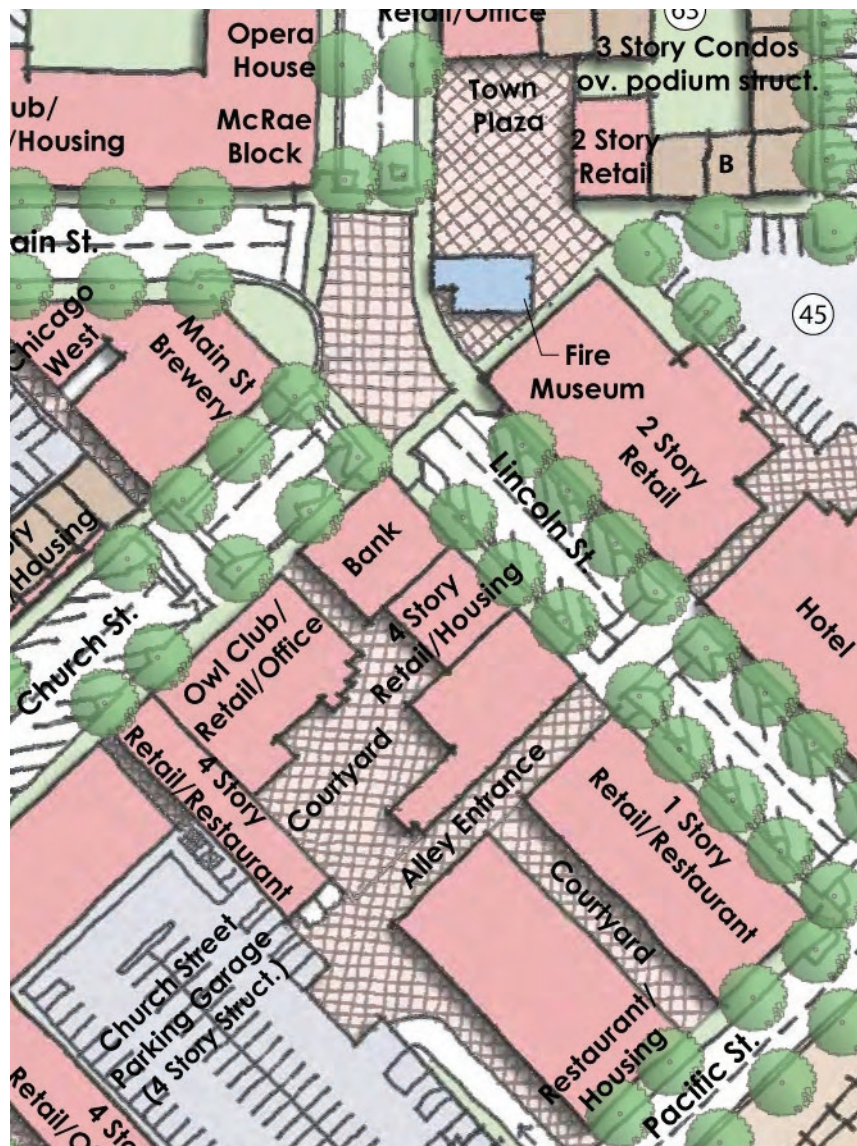 Retail/Office
63
Opera
House
3 Story Condos
ov. podium struct.
Town
Plaza
ub/
/Housing
McRae
Block
2 Story
Retail
B
ain St.
45
Chicago
West
Main St
Brewery
Fire
Museum
2 Story
Retail
Lincoln St.
Bank
ry
/Housing
4 Story
Retail/Housing
Hotel
Church St.
Owl Club/
Retail/Office
Courtyard
4 Story
Retail/Restaurant
Alley Entrance
1 Story
Retail/Restaurant
Courtyard
Church Street
Parking Garage
(4 Story Struct.)
Restaurant/
Housing
Pacific St.
4 Sto
Retail/O